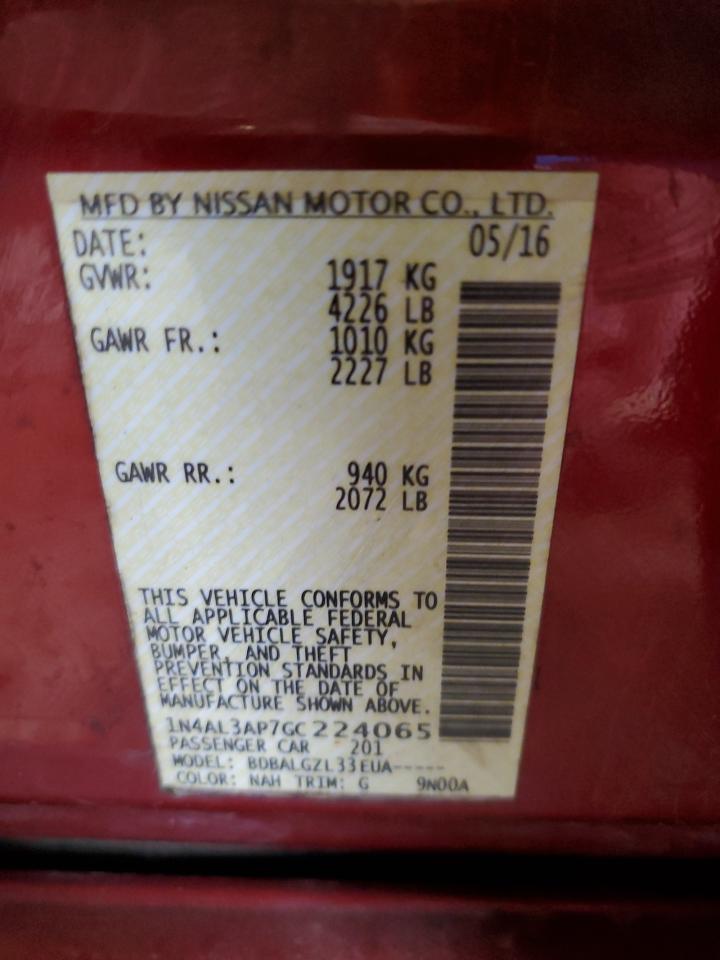 MFD BY NISSAN MOTOR CO., LTD.
DATE: 05/16
GVWR: 1917 KG
4226 LB
GAWR FR.: 1010 KG
2227 LB
GAWR RR.: 940 KG
2072 LB
THIS VEHICLE CONFORMS TO
ALL APPLICABLE FEDERAL
MOTOR VEHICLE SAFETY,
BUMPER, AND THEFT
PREVENTION STANDARDS IN
EFFECT ON THE DATE OF
MANUFACTURE SHOWN ABOVE.
1N4AL3AP7GC224065
PASSENGER CAR 201
MODEL: BDBALGZL33EUA-----
COLOR: NAH TRIM: G 9N00A